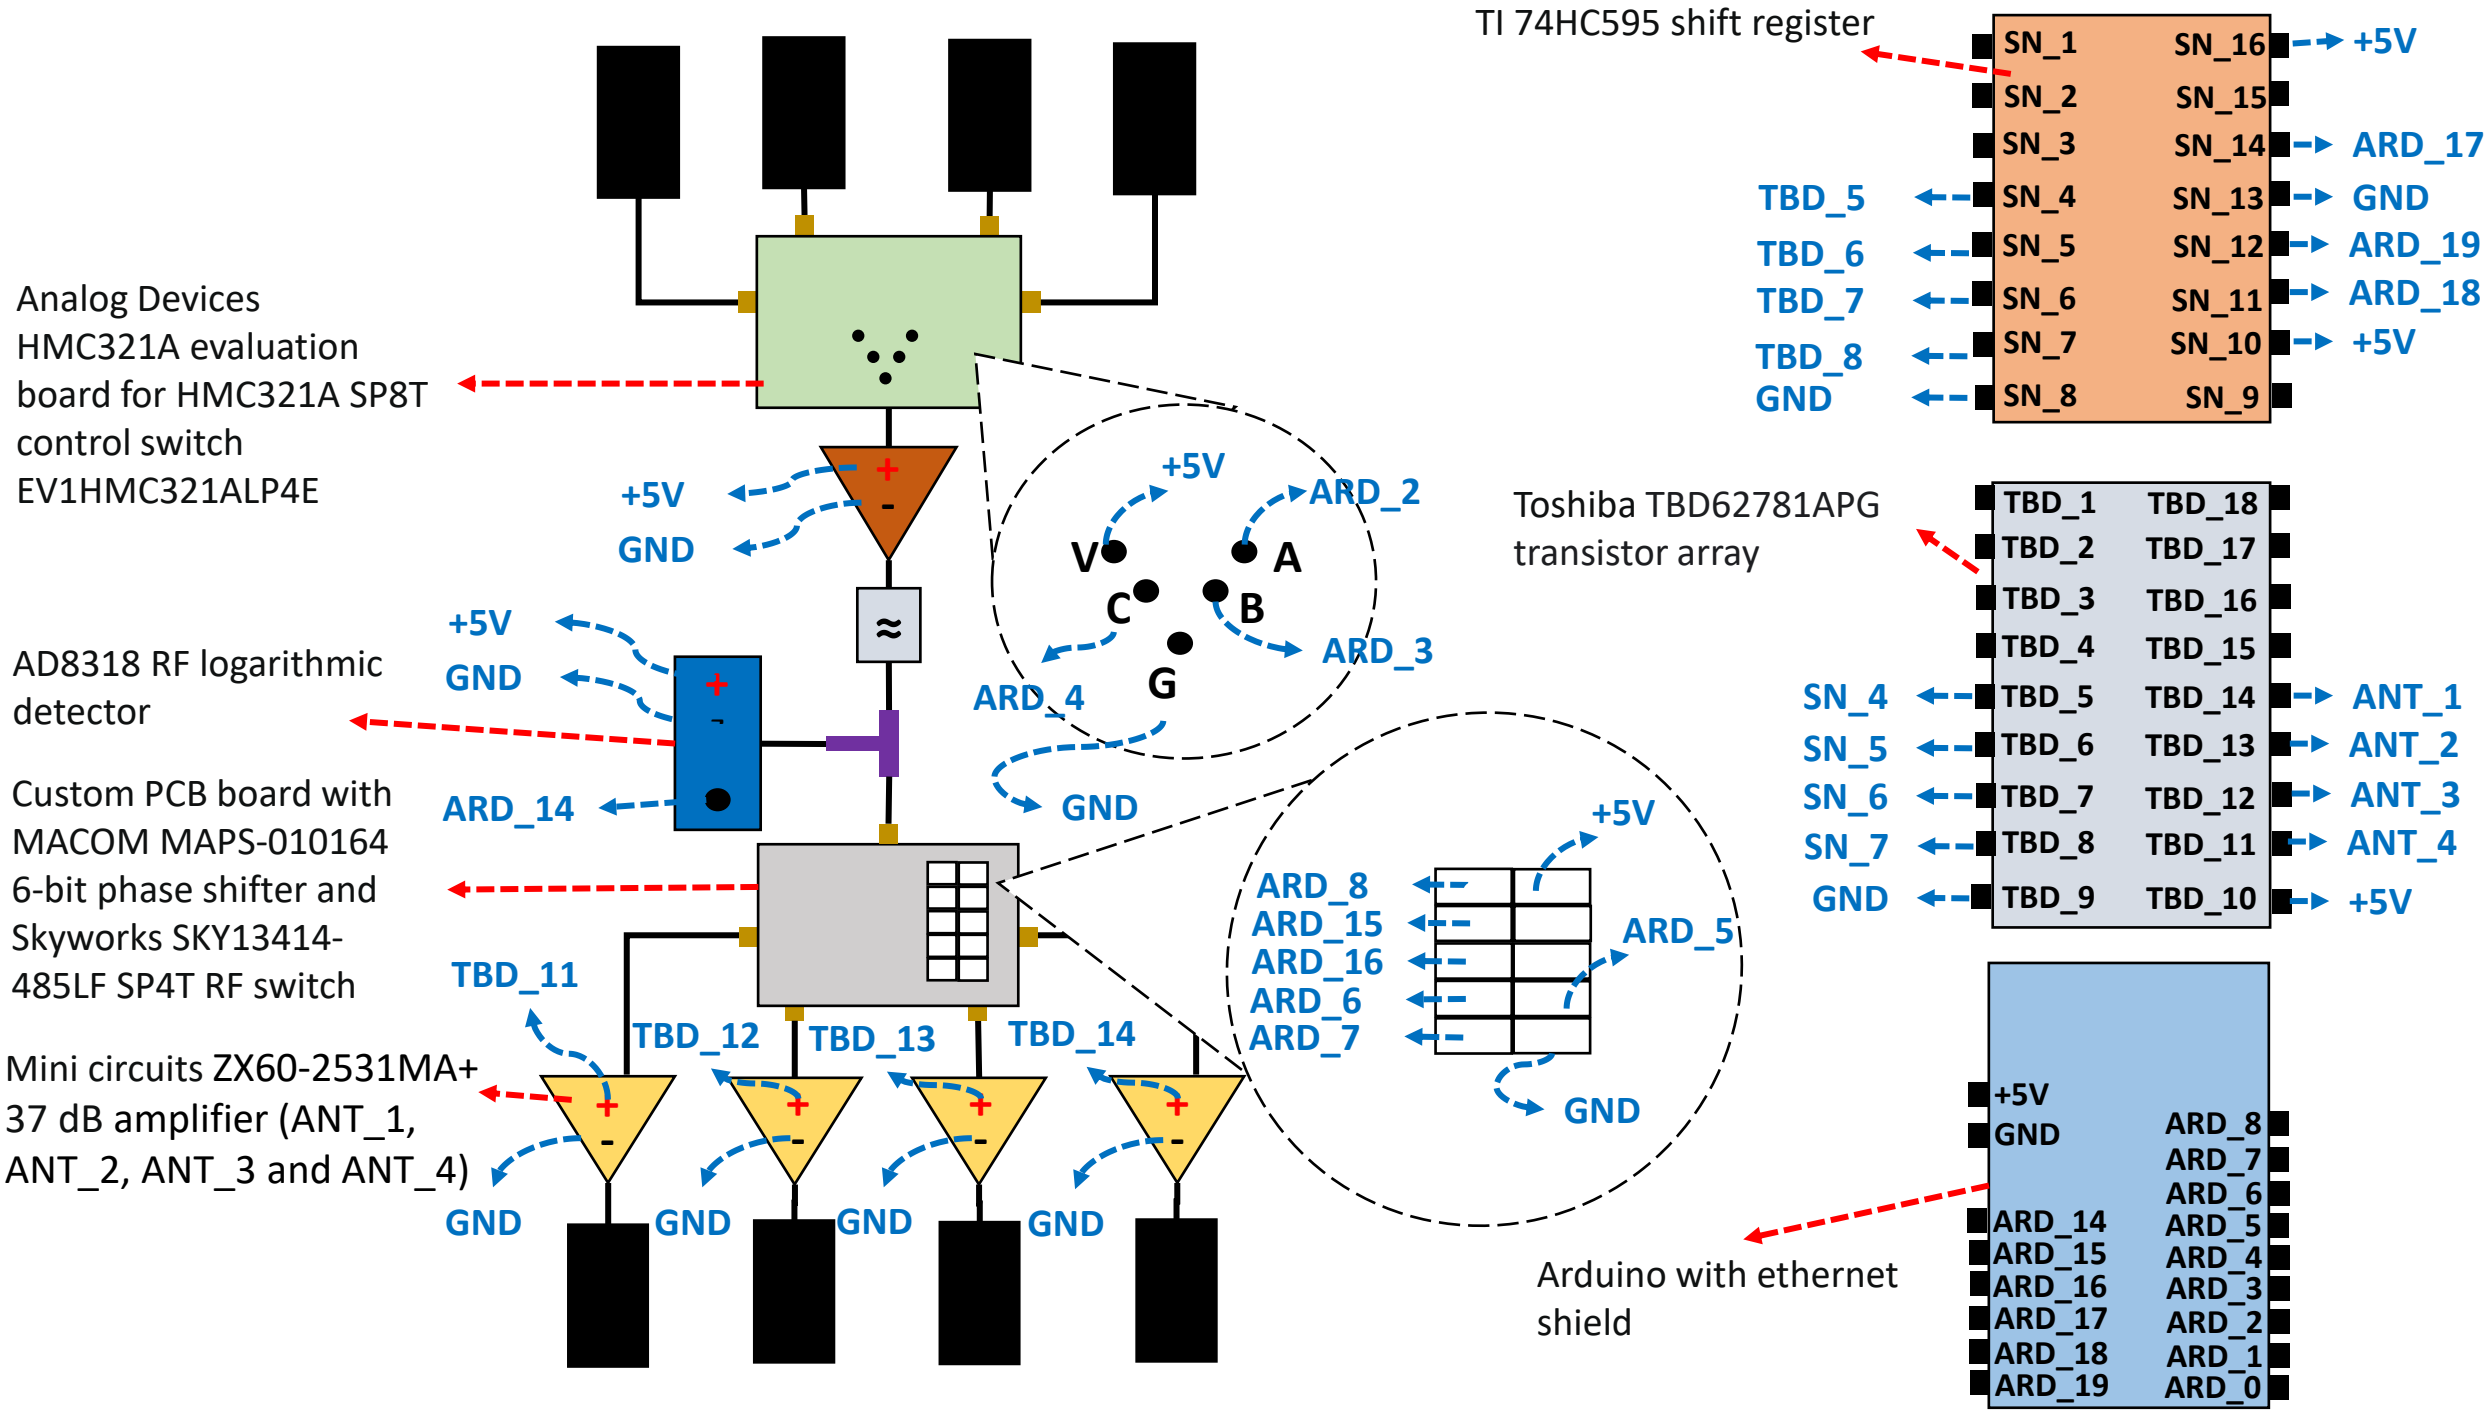 TI 74HC595 shift register
SN_1
SN_2
SN_3
SN_4
SN_5
SN_6
SN_7
SN_8
SN_16
SN_15
SN_14
SN_13
SN_12
SN_11
SN_10
SN_9
+5V
ARD_17
GND
ARD_19
ARD_18
+5V
TBD_5
TBD_6
TBD_7
TBD_8
GND
Analog Devices
HMC321A evaluation
board for HMC321A SP8T
control switch
EV1HMC321ALP4E
+
-
+5V
GND
≈
+5V
ARD_2
V
A
C
B
G
ARD_3
ARD_4
GND
AD8318 RF logarithmic
detector
+5V
GND
+
-
ARD_14
Custom PCB board with
MACOM MAPS-010164
6-bit phase shifter and
Skyworks SKY13414-
485LF SP4T RF switch
+5V
ARD_8
ARD_15
ARD_16
ARD_6
ARD_7
ARD_5
GND
TBD_11
TBD_12
TBD_13
TBD_14
Mini circuits ZX60-2531MA+
37 dB amplifier (ANT_1,
ANT_2, ANT_3 and ANT_4)
+
-
+
-
+
-
+
-
GND
GND
GND
GND
Toshiba TBD62781APG
transistor array
TBD_1
TBD_2
TBD_3
TBD_4
TBD_5
TBD_6
TBD_7
TBD_8
TBD_9
TBD_18
TBD_17
TBD_16
TBD_15
TBD_14
TBD_13
TBD_12
TBD_11
TBD_10
SN_4
SN_5
SN_6
SN_7
GND
ANT_1
ANT_2
ANT_3
ANT_4
+5V
Arduino with ethernet
shield
+5V
GND
ARD_14
ARD_15
ARD_16
ARD_17
ARD_18
ARD_19
ARD_8
ARD_7
ARD_6
ARD_5
ARD_4
ARD_3
ARD_2
ARD_1
ARD_0